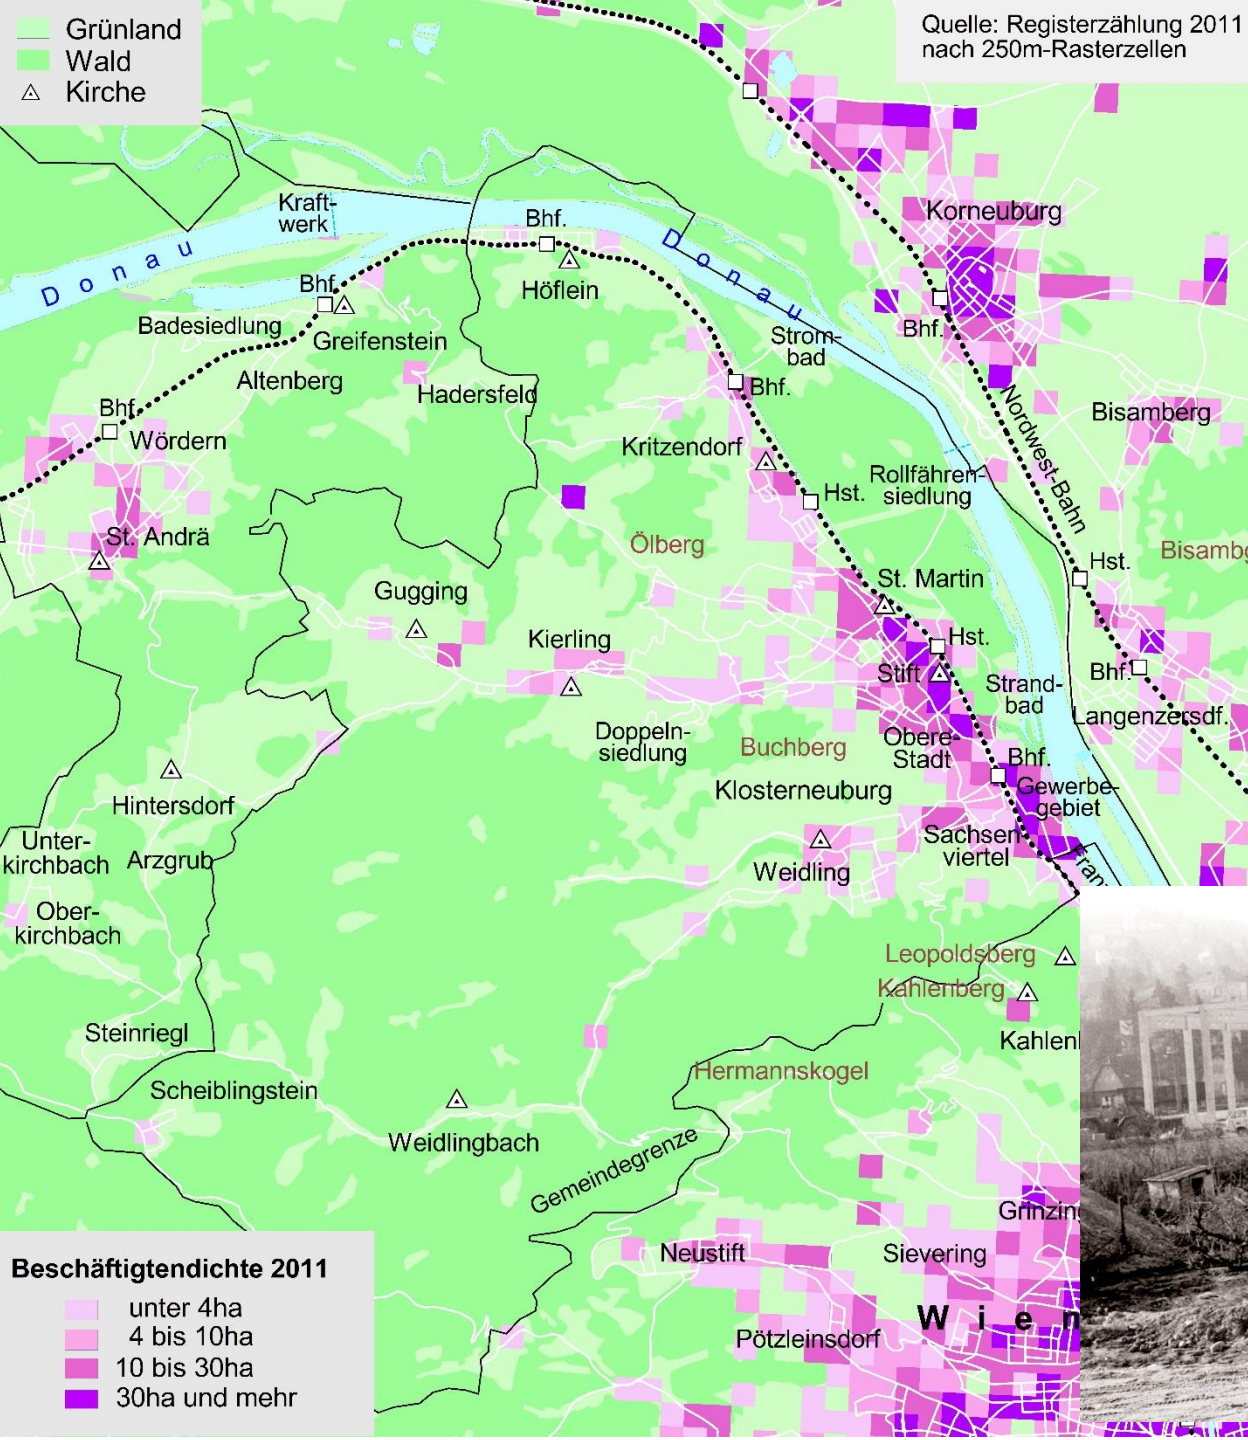 Grünland
Wald
Kirche
Quelle: Registerzählung 2011
nach 250m-Rasterzellen
Korneuburg
Kraft-
werk
Bhf.
Donau
Donau
Bhf.
Höflein
Badesiedlung
Greifenstein
Strom-
bad
Bhf.
Altenberg
Hadersfeld
Bhf.
Nordwest-Bahn
Bisamberg
Bhf.
Wördern
Kritzendorf
Rollfähren-
siedlung
Hst.
St. Andrä
Ölberg
Bisambe
Hst.
Gugging
St. Martin
Kierling
Hst.
Stift
Bhf.
Strand-
bad
Langenzersdf.
Doppeln-
siedlung
Buchberg
Obere
Stadt
Bhf.
Klosterneuburg
Gewerbe-
gebiet
Hintersdorf
Unter-
kirchbach
Arzgrub
Sachsen
viertel
Weidling
Ober-
kirchbach
Leopoldsberg
Kahlenberg
Steinriegl
Hermannskogel
Scheiblingstein
Weidlingbach
Gemeindegrenze
Grinzin
Neustift
Sievering
Wien
Pötzleinsdorf
Beschäftigtendichte 2011
unter 4ha
4 bis 10ha
10 bis 30ha
30ha und mehr